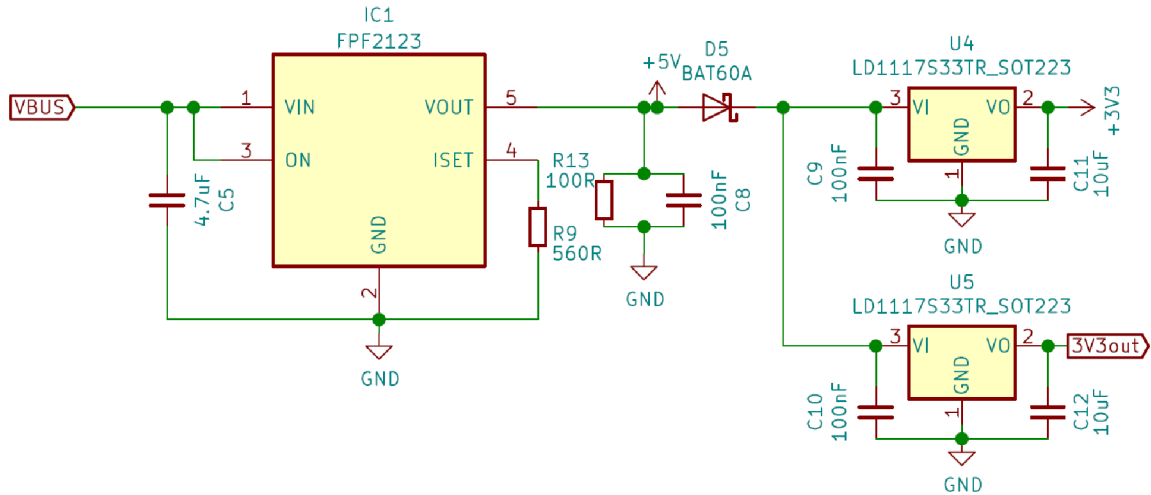 IC1
FPF2123
VBUS
1
VIN
VOUT
5
3
ON
ISET
4
GND
2
4.7uF
C5
R9
560R
GND
+5V
D5
BAT60A
R13
100R
100nF
C8
GND
U4
LD1117S33TR_SOT223
3
VI
VO
2
GND
1
C9
100nF
C11
10uF
+3V3
GND
U5
LD1117S33TR_SOT223
3
VI
VO
2
3V3out
GND
1
C10
100nF
C12
10uF
GND